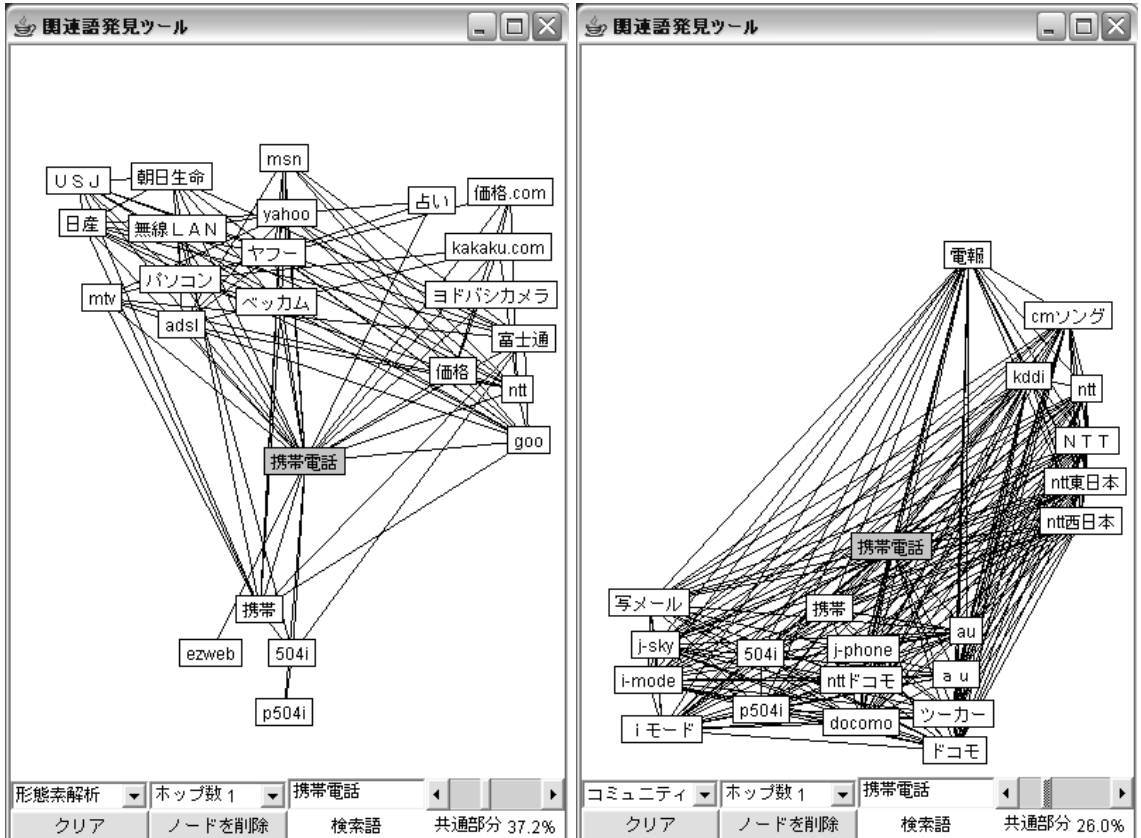 関連語発見ツール
msn
ＵＳＪ
朝日生命
占い
価格.com
日産
無線ＬＡＮ
yahoo
ヤフー
kakaku.com
パソコン
mtv
ベッカム
ヨドバシカメラ
adsl
富士通
価格
ntt
goo
携帯電話
携帯
ezweb
504i
p504i
形態素解析
ホップ数 1
携帯電話
クリア
ノードを削除
検索語
共通部分 37.2%
関連語発見ツール
電報
cmソング
kddi
ntt
ＮＴＴ
ntt東日本
ntt西日本
携帯電話
写メール
携帯
au
j-sky
504i
j-phone
i-mode
nttドコモ
ａｕ
p504i
docomo
ツーカー
ｉモード
ドコモ
コミュニティ
ホップ数 1
携帯電話
クリア
ノードを削除
検索語
共通部分 26.0%